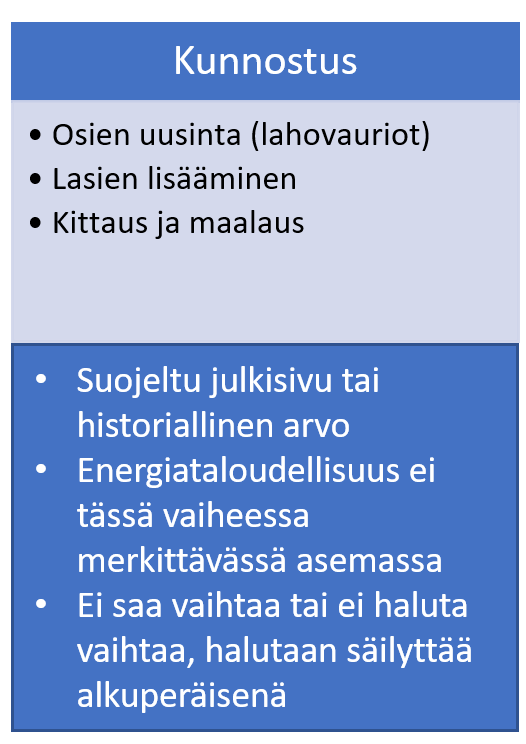 Kunnostus
• Osien uusinta (lahovauriot)
• Lasien lisääminen
• Kittaus ja maalaus
• Suojeltu julkisivu tai
historiallinen arvo
• Energiataloudellisuus ei
tässä vaiheessa
merkittävässä asemassa
• Ei saa vaihtaa tai ei haluta
vaihtaa, halutaan säilyttää
alkuperäisenä